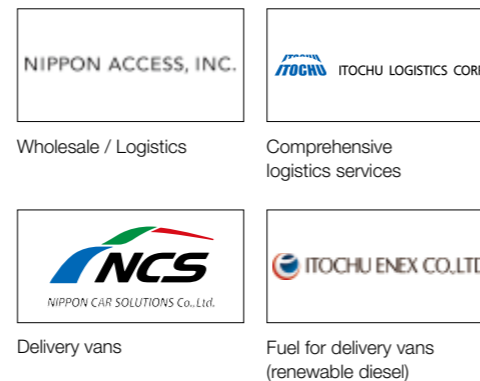 NIPPON ACCESS, INC.
Wholesale / Logistics
ITOCHU
ITOCHU LOGISTICS COR
Comprehensive
logistics services
NCS
NIPPON CAR SOLUTIONS Co.,Ltd.
Delivery vans
ITOCHU ENEX CO.,LTD
Fuel for delivery vans
(renewable diesel)